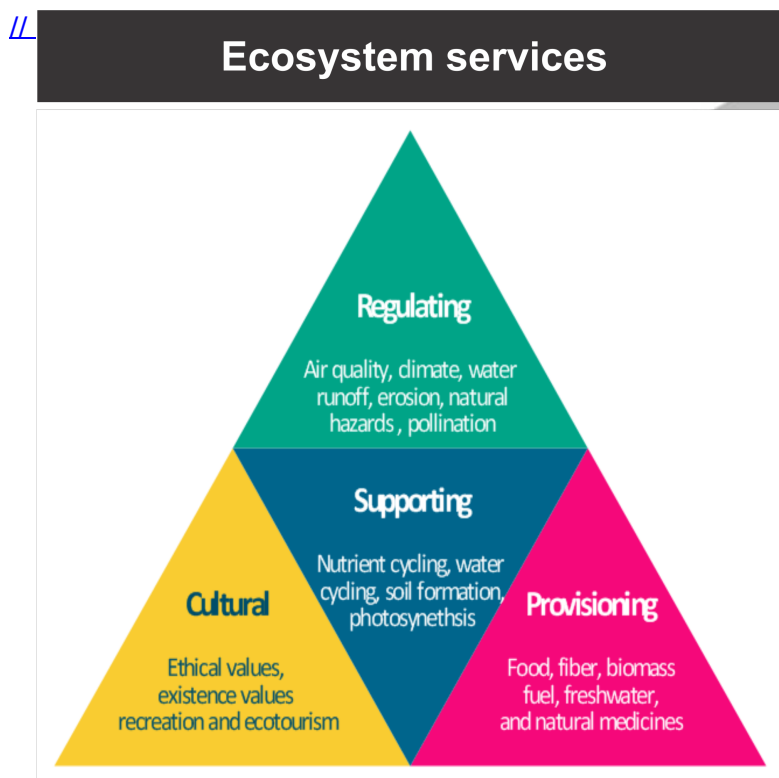 //
Ecosystem services
Regulating
Air quality, climate, water
runoff, erosion, natural
hazards , pollination
Supporting
Nutrient cycling, water
cycling, soil formation,
photosynethsis
Cultural
Ethical values,
existence values
recreation and ecotourism
Provisioning
Food, fiber, biomass
fuel, freshwater,
and natural medicines